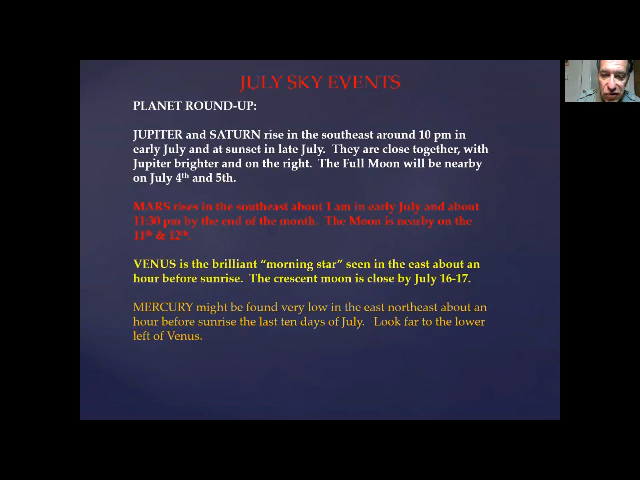 JULY SKY EVENTS
PLANET ROUND-UP:
JUPITER and SATURN rise in the southeast around 10 pm in
early July and at sunset in late July. They are close together, with
Jupiter brighter and on the right. The Full Moon will be nearby
on July 4th and 5th.
MARS rises in the southeast about 1 am in early July and about
11:30 pm by the end of the month. The Moon is nearby on the
11th & 12th.
VENUS is the brilliant “morning star” seen in the east about an
hour before sunrise. The crescent moon is close by July 16-17.
MERCURY might be found very low in the east northeast about an
hour before sunrise the last ten days of July. Look far to the lower
left of Venus.